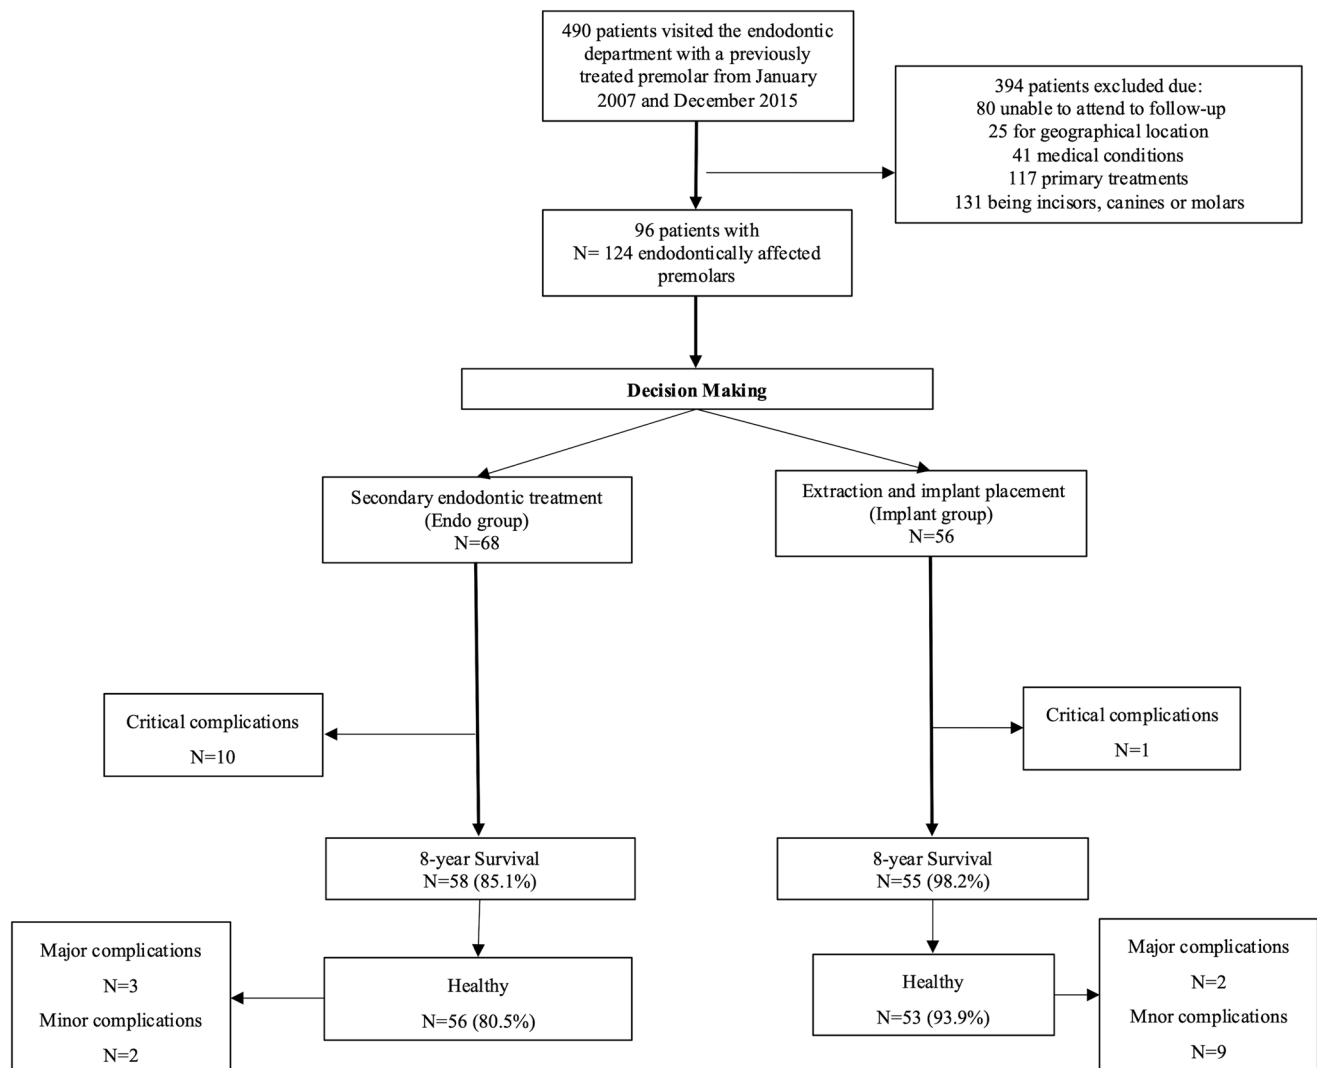 490 patients visited the endodontic
department with a previously
treated premolar from January
2007 and December 2015
394 patients excluded due:
80 unable to attend to follow-up
25 for geographical location
41 medical conditions
117 primary treatments
131 being incisors, canines or molars
96 patients with
N= 124 endodontically affected
premolars
Decision Making
Secondary endodontic treatment
(Endo group)
N=68
Extraction and implant placement
(Implant group)
N=56
Critical complications
N=10
Critical complications
N=1
8-year Survival
N=58 (85.1%)
8-year Survival
N=55 (98.2%)
Major complications
N=3
Minor complications
N=2
Healthy
N=56 (80.5%)
Healthy
N=53 (93.9%)
Major complications
N=2
Mnor complications
N=9